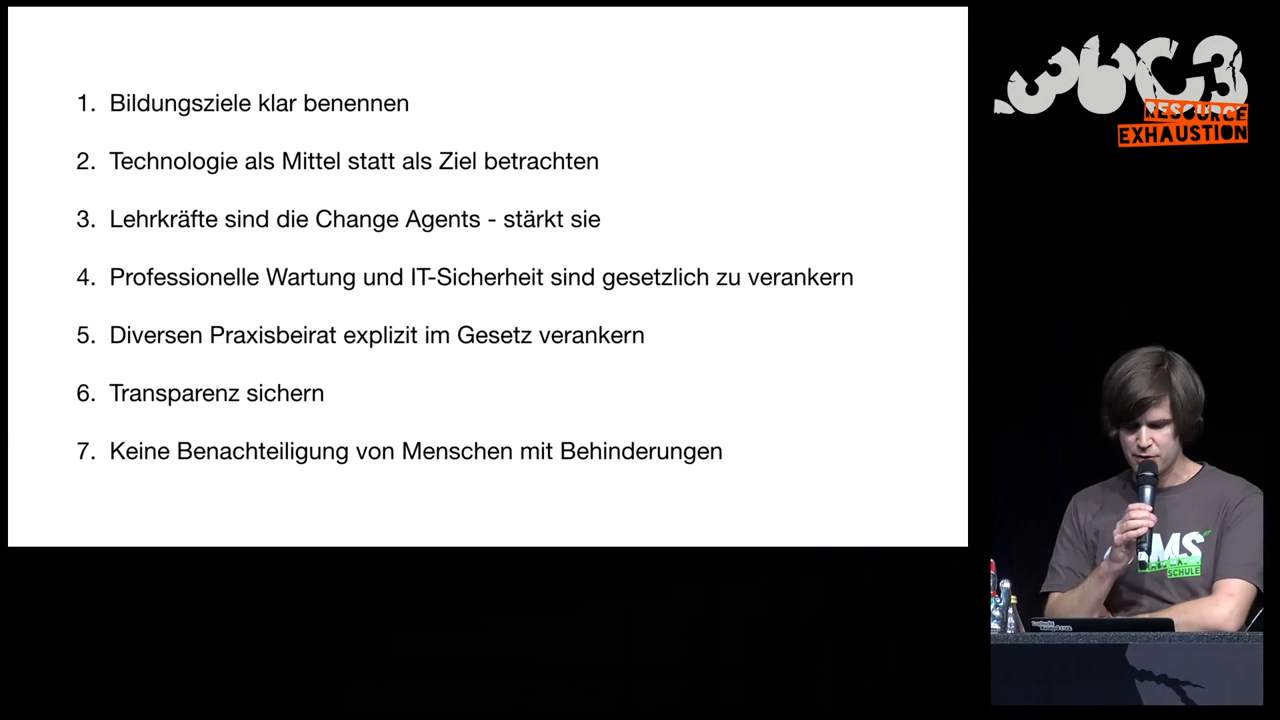 1. Bildungsziele klar benennen
2. Technologie als Mittel statt als Ziel betrachten
3. Lehrkräfte sind die Change Agents - stärkt sie
4. Professionelle Wartung und IT-Sicherheit sind gesetzlich zu verankern
5. Diversen Praxisbeirat explizit im Gesetz verankern
6. Transparenz sichern
7. Keine Benachteiligung von Menschen mit Behinderungen
36C3
RESOURCE
EXHAUSTION
SCHULE